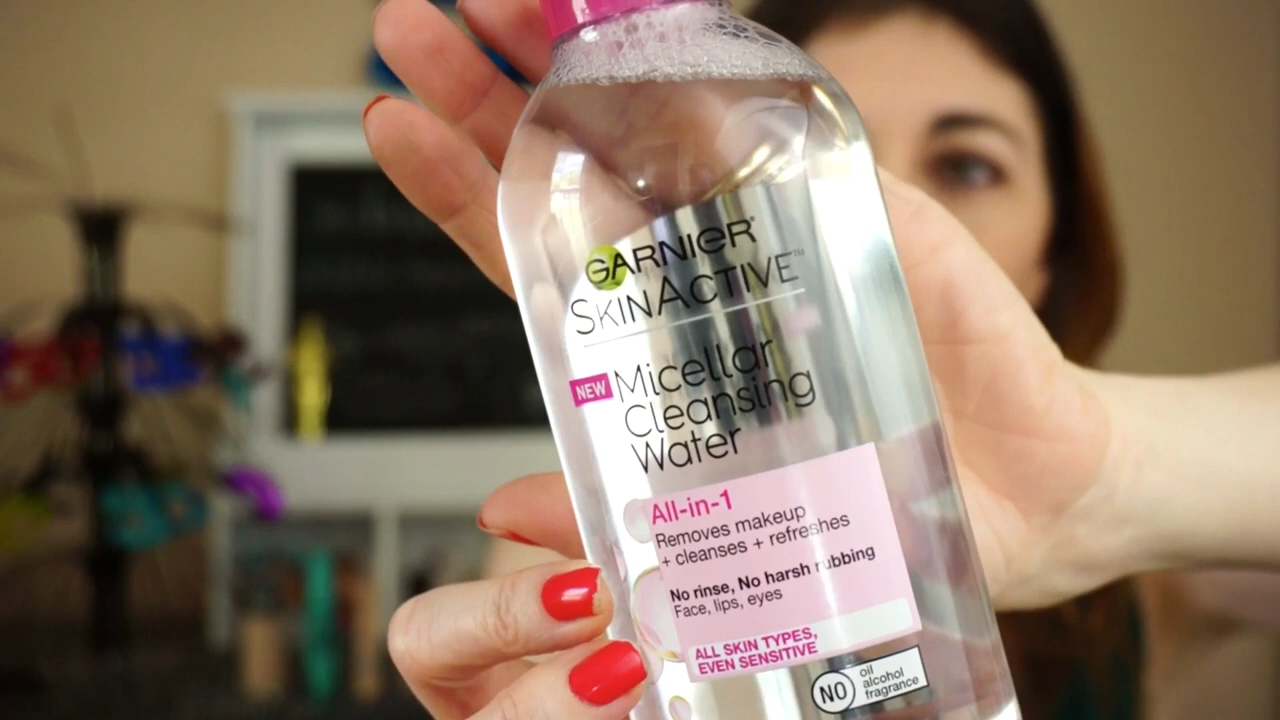 GARNIER®
SKINACTIVE™
NEW Micellar
Cleansing
Water
All-in-1
Removes makeup
+ cleanses + refreshes
No rinse, No harsh rubbing
Face, lips, eyes
ALL SKIN TYPES,
EVEN SENSITIVE
NO oil
alcohol
fragrance